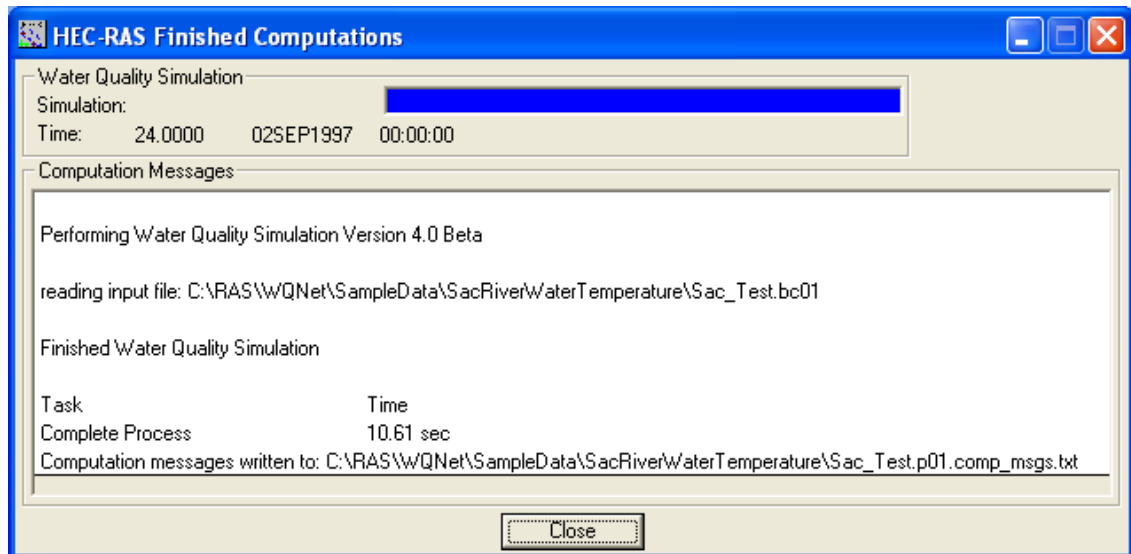 HEC-RAS Finished Computations
Water Quality Simulation
Simulation:
Time: 24.0000 02SEP1997 00:00:00
Computation Messages
Performing Water Quality Simulation Version 4.0 Beta
reading input file: C:\RAS\WQNet\SampleData\SacRiverWaterTemperature\Sac_Test.bc01
Finished Water Quality Simulation
Task Time
Complete Process 10.61 sec
Computation messages written to: C:\RAS\WQNet\SampleData\SacRiverWaterTemperature\Sac_Test.p01.comp_msgs.txt
Close